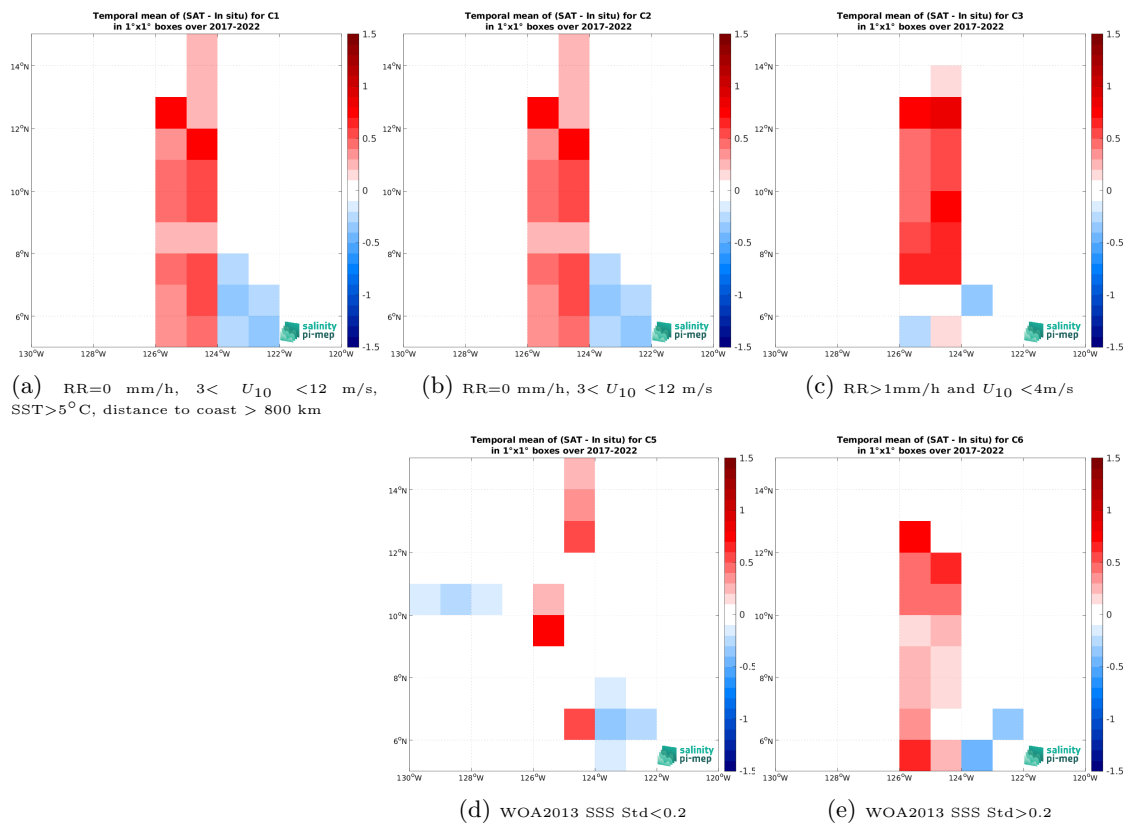 Temporal mean of (SAT - In situ) for C1
in 1°x1° boxes over 2017-2022
14°N
12°N
10°N
8°N
6°N
130°W 128°W 126°W 124°W 122°W 120°W
1.5
1
0.5
0
-0.5
-1
-1.5
salinity
pi-mep
(a) RR=0 mm/h, 3< U10 <12 m/s,
SST>5°C, distance to coast > 800 km
Temporal mean of (SAT - In situ) for C2
in 1°x1° boxes over 2017-2022
14°N
12°N
10°N
8°N
6°N
130°W 128°W 126°W 124°W 122°W 120°W
1.5
1
0.5
0
-0.5
-1
-1.5
salinity
pi-mep
(b) RR=0 mm/h, 3< U10 <12 m/s
Temporal mean of (SAT - In situ) for C3
in 1°x1° boxes over 2017-2022
14°N
12°N
10°N
8°N
6°N
130°W 128°W 126°W 124°W 122°W 120°W
1.5
1
0.5
0
-0.5
-1
-1.5
salinity
pi-mep
(c) RR>1mm/h and U10 <4m/s
Temporal mean of (SAT - In situ) for C5
in 1°x1° boxes over 2017-2022
14°N
12°N
10°N
8°N
6°N
130°W 128°W 126°W 124°W 122°W 120°W
1.5
1
0.5
0
-0.5
-1
-1.5
salinity
pi-mep
(d) WOA2013 SSS Std<0.2
Temporal mean of (SAT - In situ) for C6
in 1°x1° boxes over 2017-2022
14°N
12°N
10°N
8°N
6°N
130°W 128°W 126°W 124°W 122°W 120°W
1.5
1
0.5
0
-0.5
-1
-1.5
salinity
pi-mep
(e) WOA2013 SSS Std>0.2